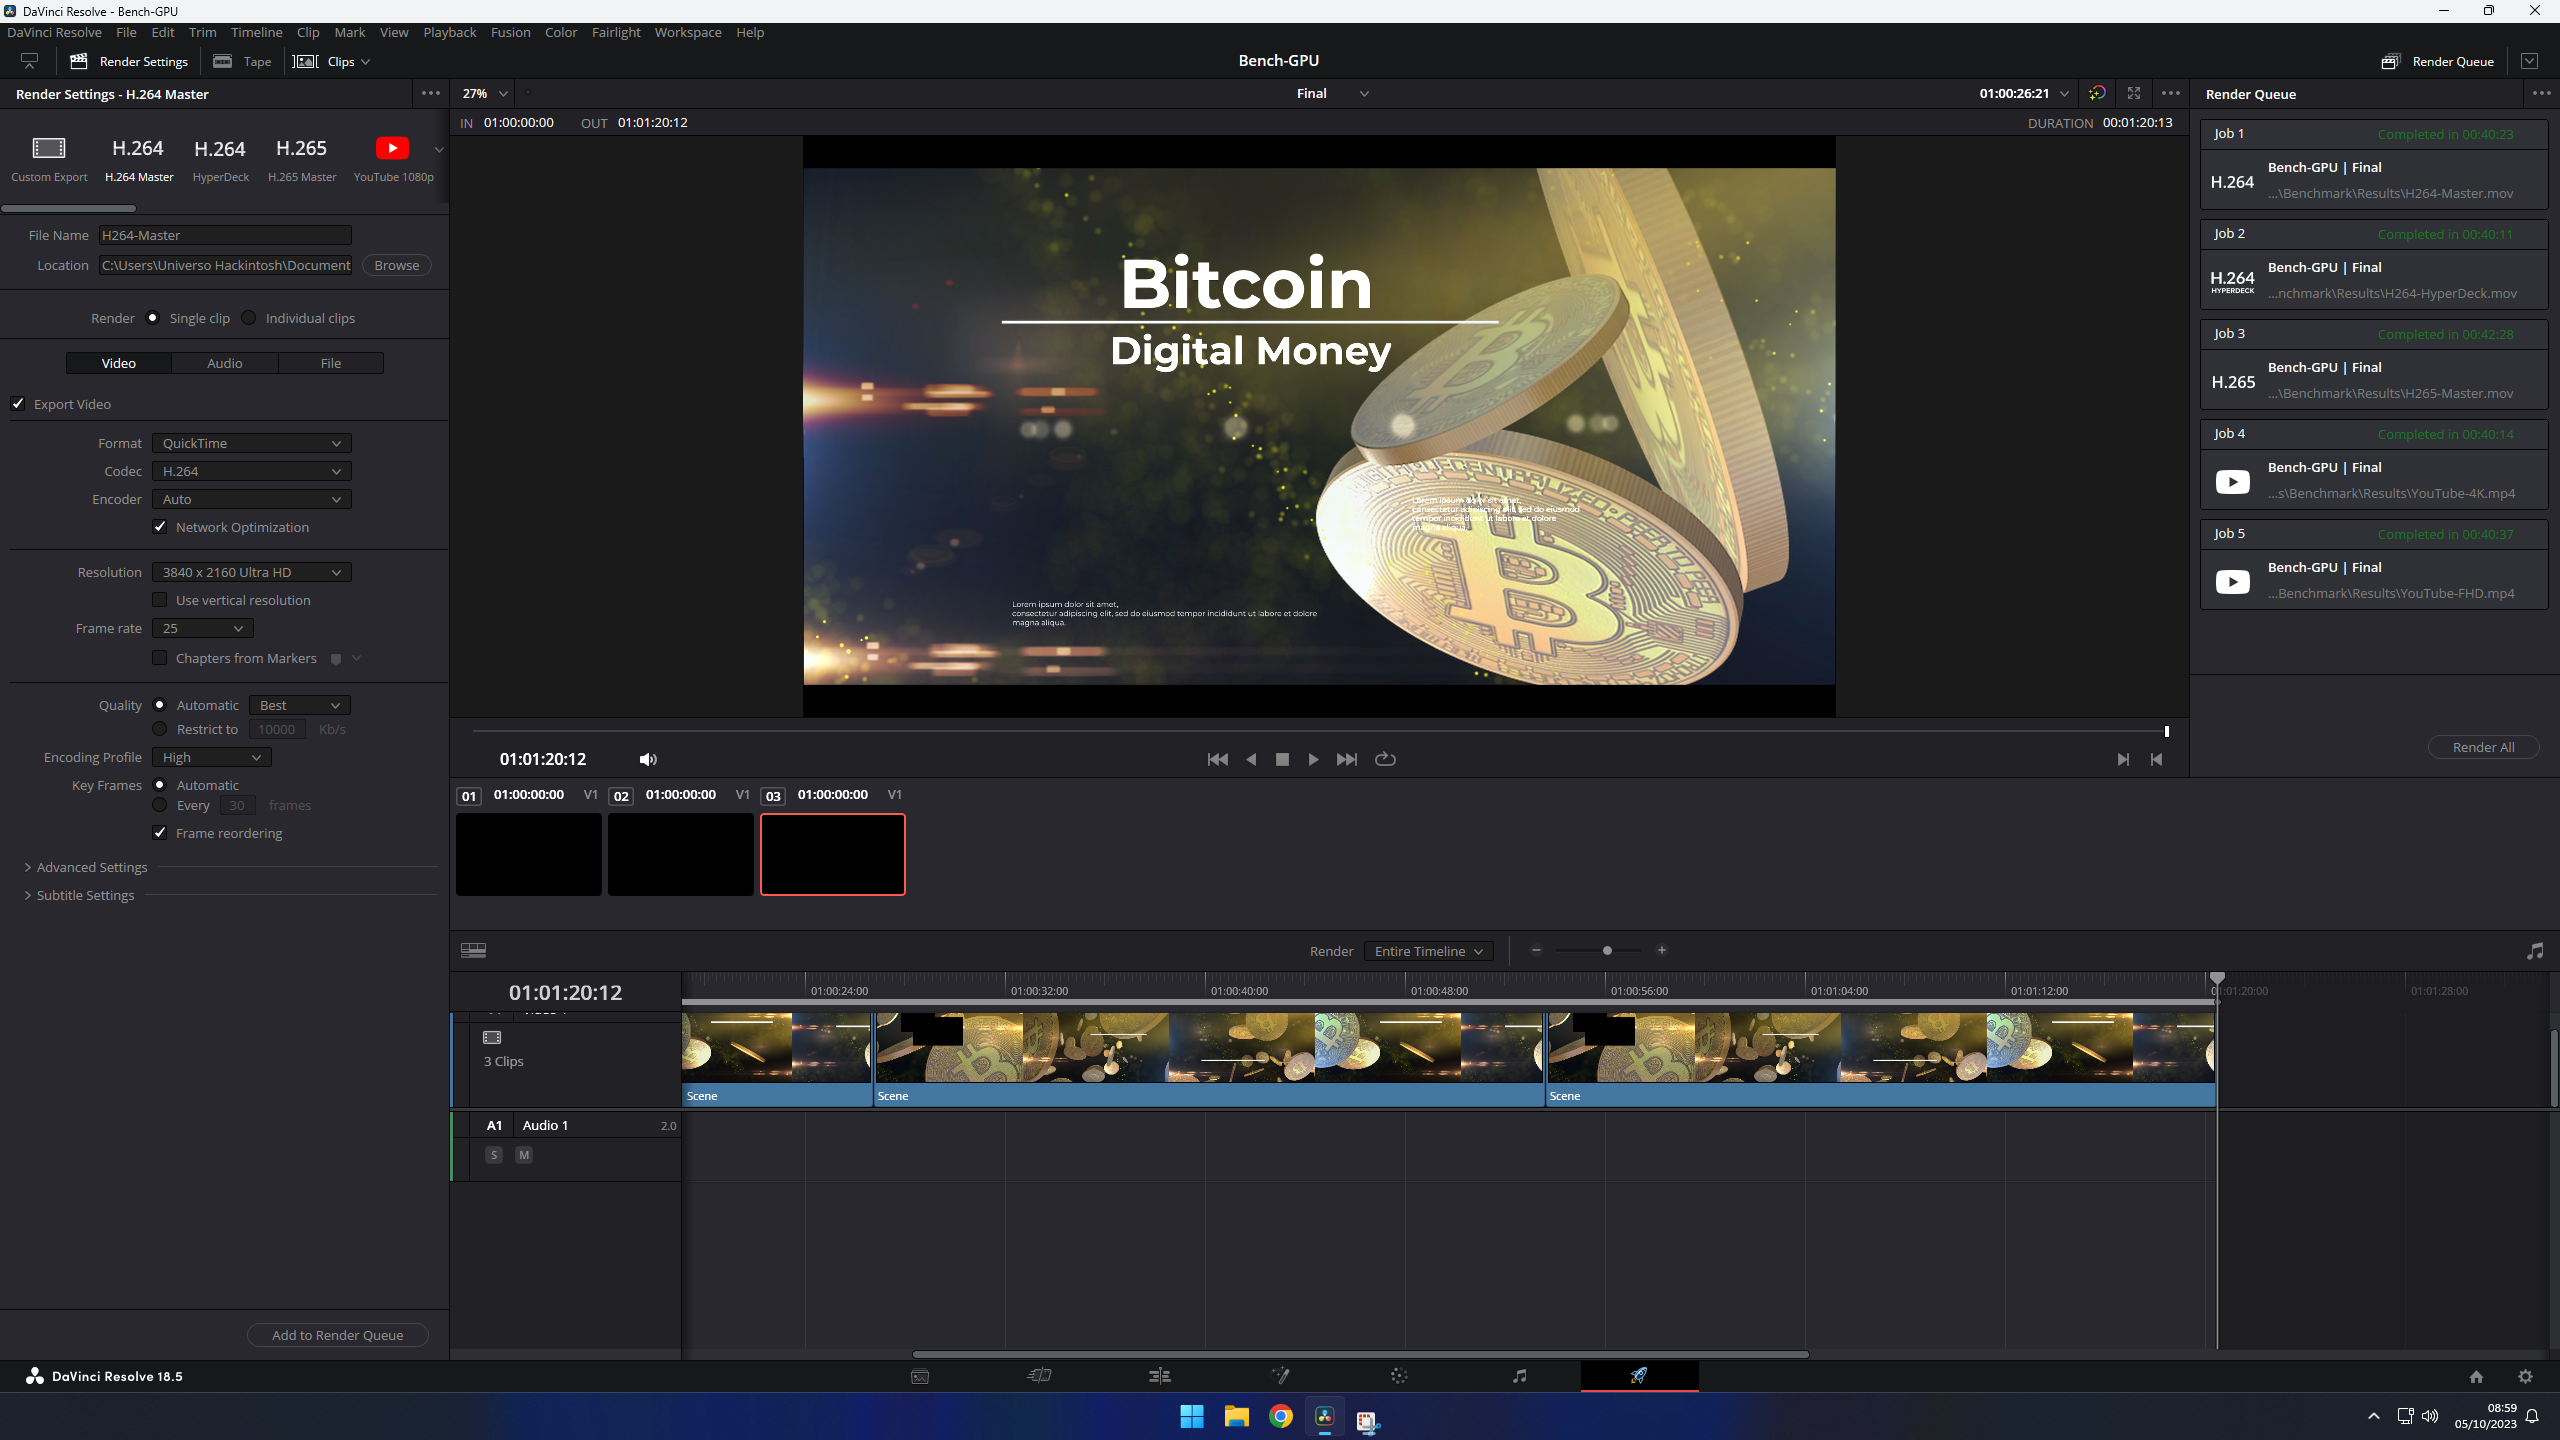 DaVinci Resolve - Bench-GPU
DaVinci Resolve File Edit Trim Timeline Clip Mark View Playback Fusion Color Fairlight Workspace Help
Render Settings Tape Clips
Bench-GPU
Render Queue
Render Settings - H.264 Master
27%
Final
01:00:26:21
Render Queue
IN 01:00:00:00 OUT 01:01:20:12
DURATION 00:01:20:13
H.264 H.264 H.265
Custom Export H.264 Master HyperDeck H.265 Master YouTube 1080p
File Name H264-Master
Location C:\Users\Universo Hackintosh\Document Browse
Render Single clip Individual clips
Video Audio File
Export Video
Format QuickTime
Codec H.264
Encoder Auto
Network Optimization
Resolution 3840 x 2160 Ultra HD
Use vertical resolution
Frame rate 25
Chapters from Markers
Quality Automatic Best
Restrict to 10000 Kb/s
Encoding Profile High
Key Frames Automatic
Every 30 frames
Frame reordering
Advanced Settings
Subtitle Settings
Add to Render Queue
Bitcoin
Digital Money
Lorem ipsum dolor sit amet,
consectetur adipiscing elit, sed do eiusmod
tempor incididunt ut labore et dolore
magna aliqua.
Lorem ipsum dolor sit amet,
consectetur adipiscing elit, sed do eiusmod tempor incididunt ut labore et dolore
magna aliqua.
01:01:20:12
Job 1 Completed in 00:40:23
Bench-GPU | Final
H.264
...\Benchmark\Results\H264-Master.mov
Job 2 Completed in 00:40:11
Bench-GPU | Final
H.264
HYPERDECK
...nchmark\Results\H264-HyperDeck.mov
Job 3 Completed in 00:42:28
Bench-GPU | Final
H.265
...\Benchmark\Results\H265-Master.mov
Job 4 Completed in 00:40:14
Bench-GPU | Final
...s\Benchmark\Results\YouTube-4K.mp4
Job 5 Completed in 00:40:37
Bench-GPU | Final
...Benchmark\Results\YouTube-FHD.mp4
Render All
01 01:00:00:00 V1 02 01:00:00:00 V1 03 01:00:00:00 V1
Render Entire Timeline
01:01:20:12
01:00:24:00 01:00:32:00 01:00:40:00 01:00:48:00 01:00:56:00 01:01:04:00 01:01:12:00 01:01:20:00 01:01:28:00
3 Clips
Scene Scene Scene
A1 Audio 1 2.0
S M
DaVinci Resolve 18.5
08:59
05/10/2023